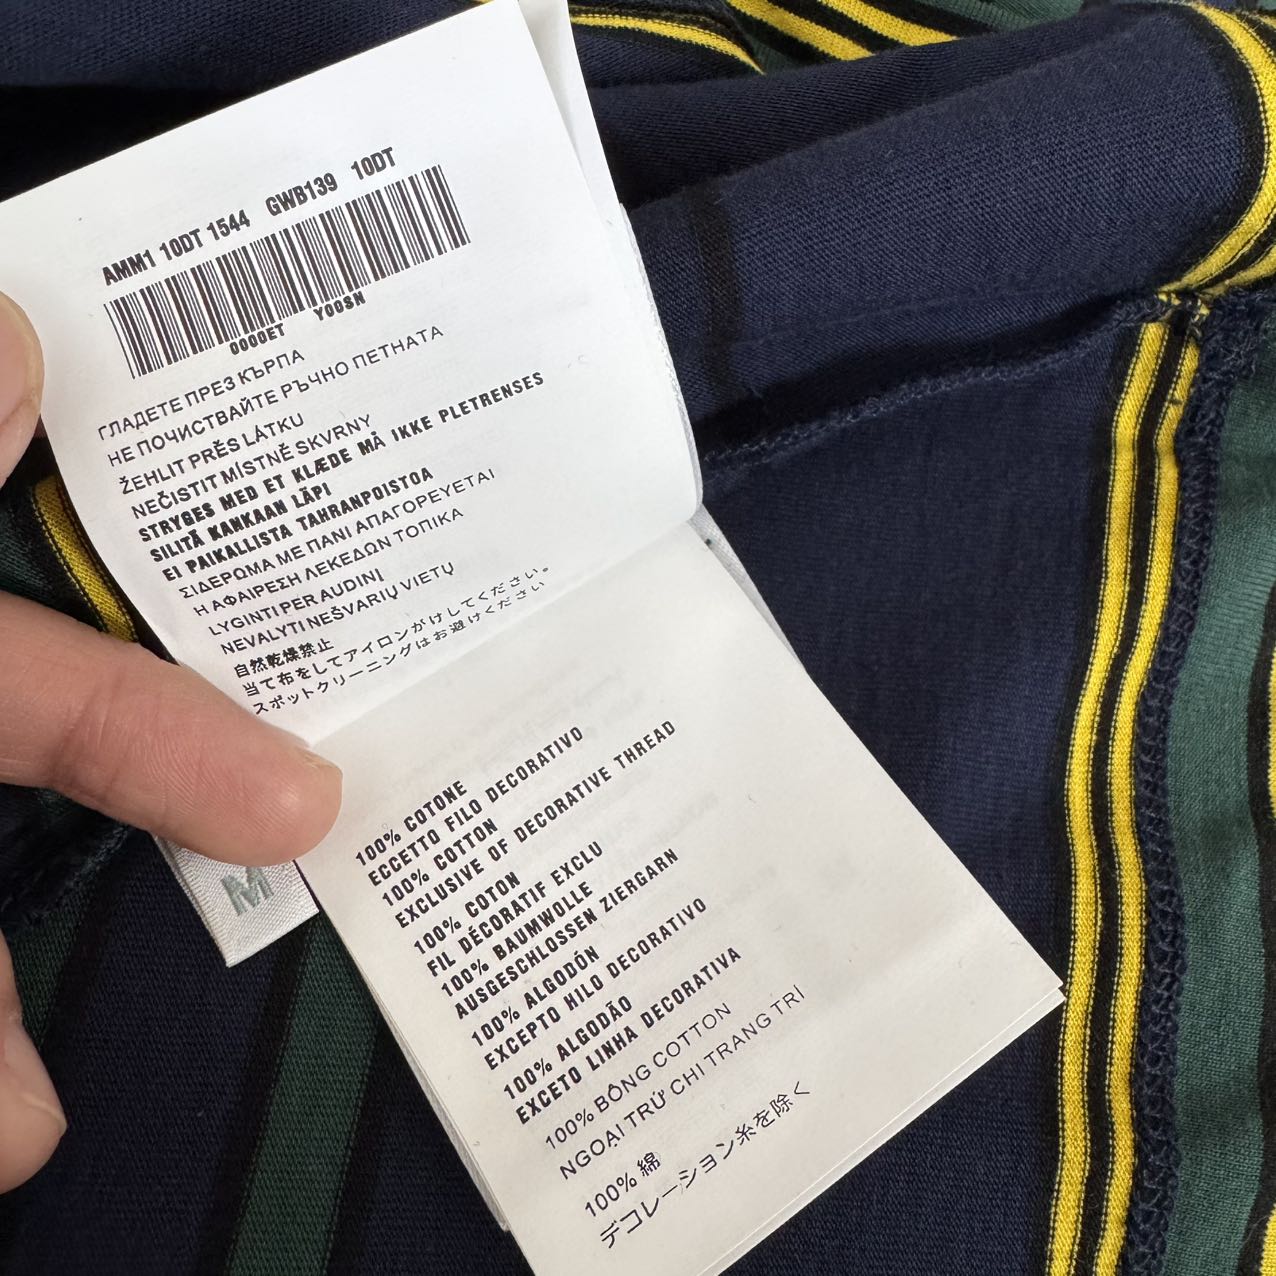 AMM1 10DT 1544 GWB139 10DT
0000ET Y00SN
ГЛАДЕТЕ ПРЕЗ КЪРПА
НЕ ПОЧИСТВАЙТЕ РЪЧНО ПЕТНАТА
ŽEHLIT PRĚS LÁTKU
NEČISTIT MÍSTNĚ SKVRNY
STRYGES MED ET KLÆDE MÅ IKKE PLETRENSES
SILITÄ KANKAAN LÄPI
EI PAIKALLISTA TAHRANPOISTOA
ΣΙΔΕΡΩΜΑ ΜΕ ΠΑΝΙ ΑΠΑΓΟΡΕΥΕΤΑΙ
Η ΑΦΑΙΡΕΣΗ ΛΕΚΕΔΩΝ ΤΟΠΙΚΑ
LYGINTI PER AUDINĮ
NEVALYTI NEŠVARIŲ VIETŲ
自然乾燥禁止
当て布をしてアイロンがけしてください。
スポットクリーニングはお避けください
M
100% COTONE
ECCETTO FILO DECORATIVO
100% COTTON
EXCLUSIVE OF DECORATIVE THREAD
100% COTON
FIL DÉCORATIF EXCLU
100% BAUMWOLLE
AUSGESCHLOSSEN ZIERGARN
100% ALGODÓN
EXCEPTO HILO DECORATIVO
100% ALGODÃO
EXCETO LINHA DECORATIVA
100% BÔNG COTTON
NGOẠI TRỪ CHỈ TRANG TRÍ
100% 綿
デコレーション糸を除く